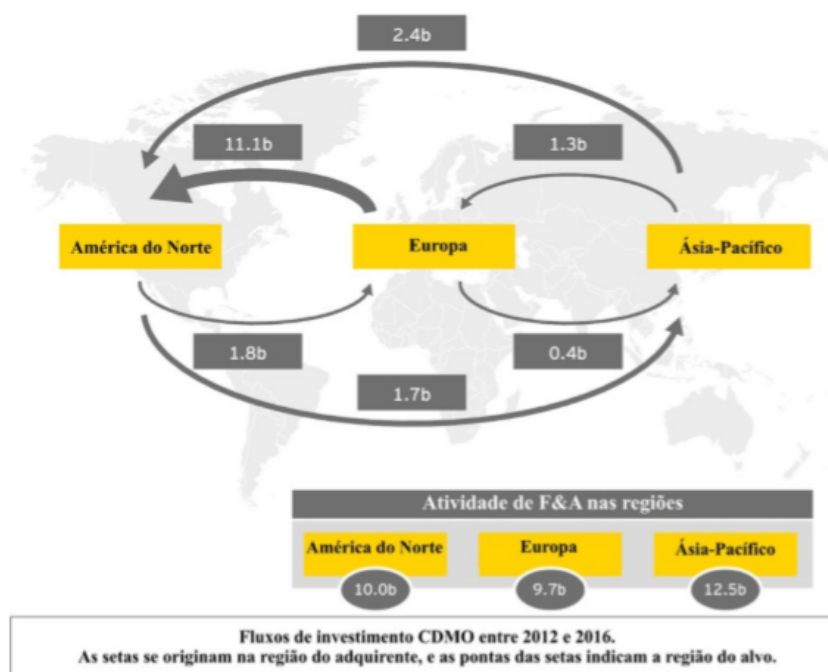 2.4b
11.1b
1.3b
América do Norte
Europa
Ásia-Pacífico
1.8b
0.4b
1.7b
Atividade de F&A nas regiões
América do Norte
Europa
Ásia-Pacífico
10.0b
9.7b
12.5b
Fluxos de investimento CDMO entre 2012 e 2016.
As setas se originam na região do adquirente, e as pontas das setas indicam a região do alvo.